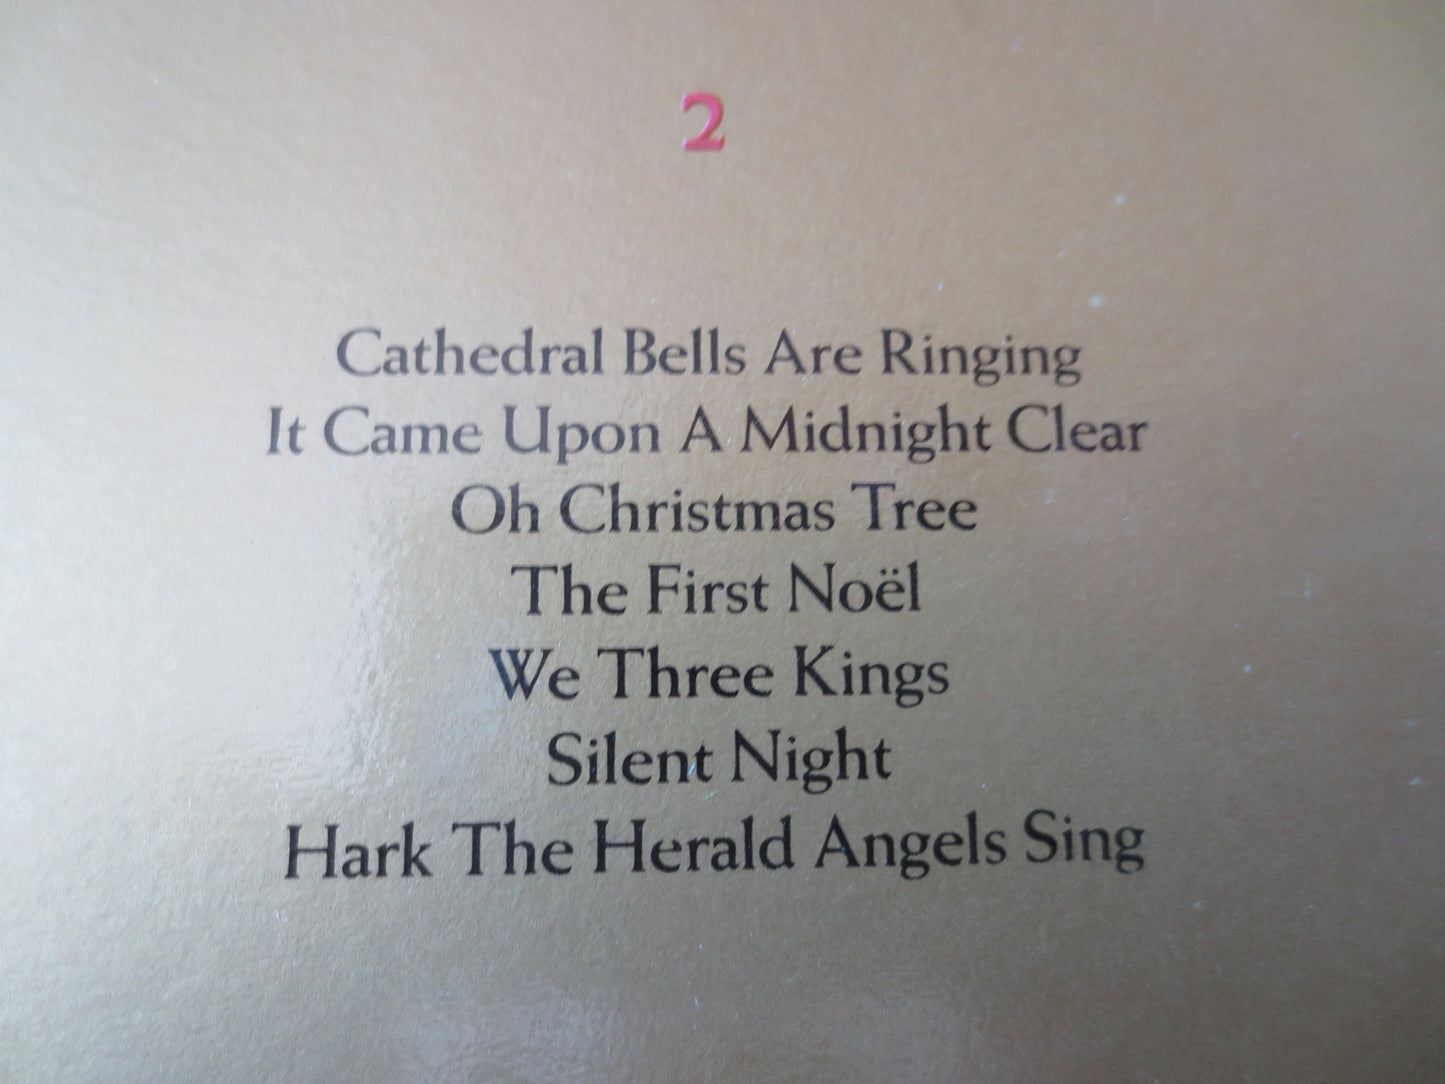 2
Cathedral Bells Are Ringing
It Came Upon A Midnight Clear
Oh Christmas Tree
The First Noël
We Three Kings
Silent Night
Hark The Herald Angels Sing